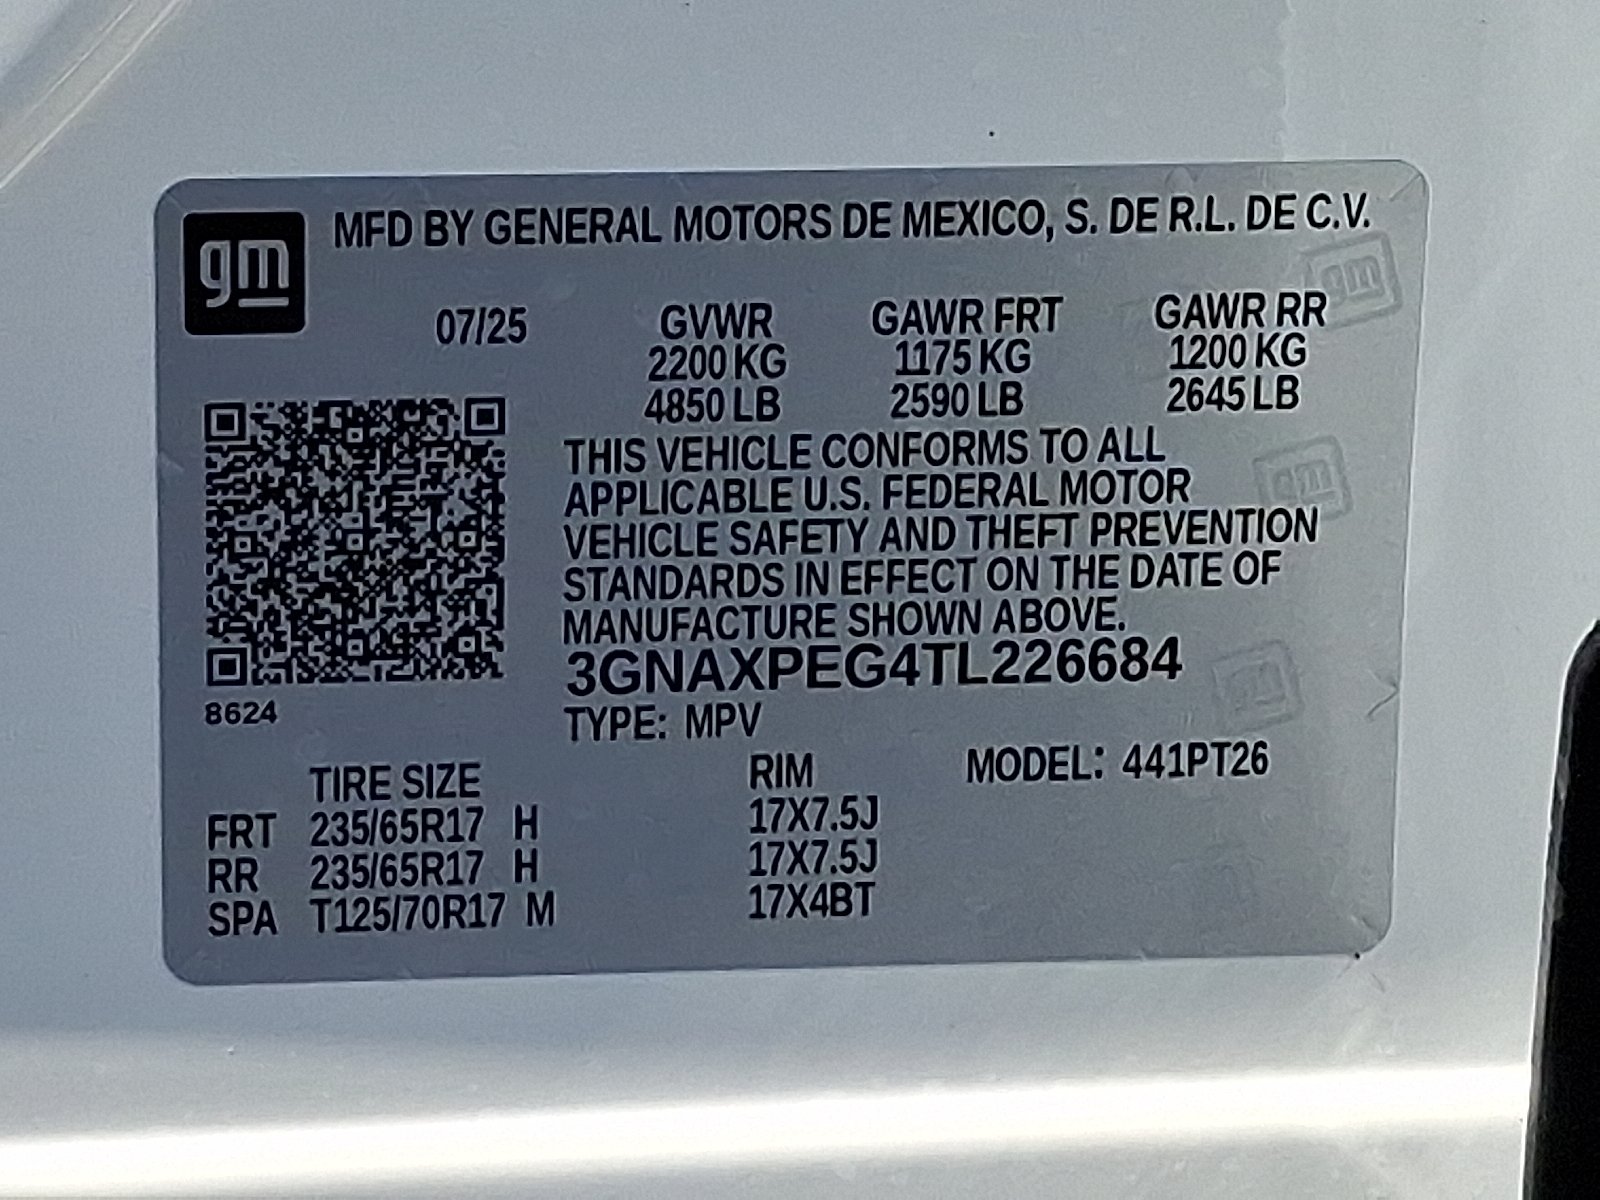 gm
MFD BY GENERAL MOTORS DE MEXICO, S. DE R.L. DE C.V.
07/25 GVWR GAWR FRT GAWR RR
2200 KG 1175 KG 1200 KG
4850 LB 2590 LB 2645 LB
THIS VEHICLE CONFORMS TO ALL
APPLICABLE U.S. FEDERAL MOTOR
VEHICLE SAFETY AND THEFT PREVENTION
STANDARDS IN EFFECT ON THE DATE OF
MANUFACTURE SHOWN ABOVE.
3GNAXPEG4TL226684
8624
TYPE: MPV
TIRE SIZE RIM MODEL: 441PT26
FRT 235/65R17 H 17X7.5J
RR 235/65R17 H 17X7.5J
SPA T125/70R17 M 17X4BT
gm
gm
gm